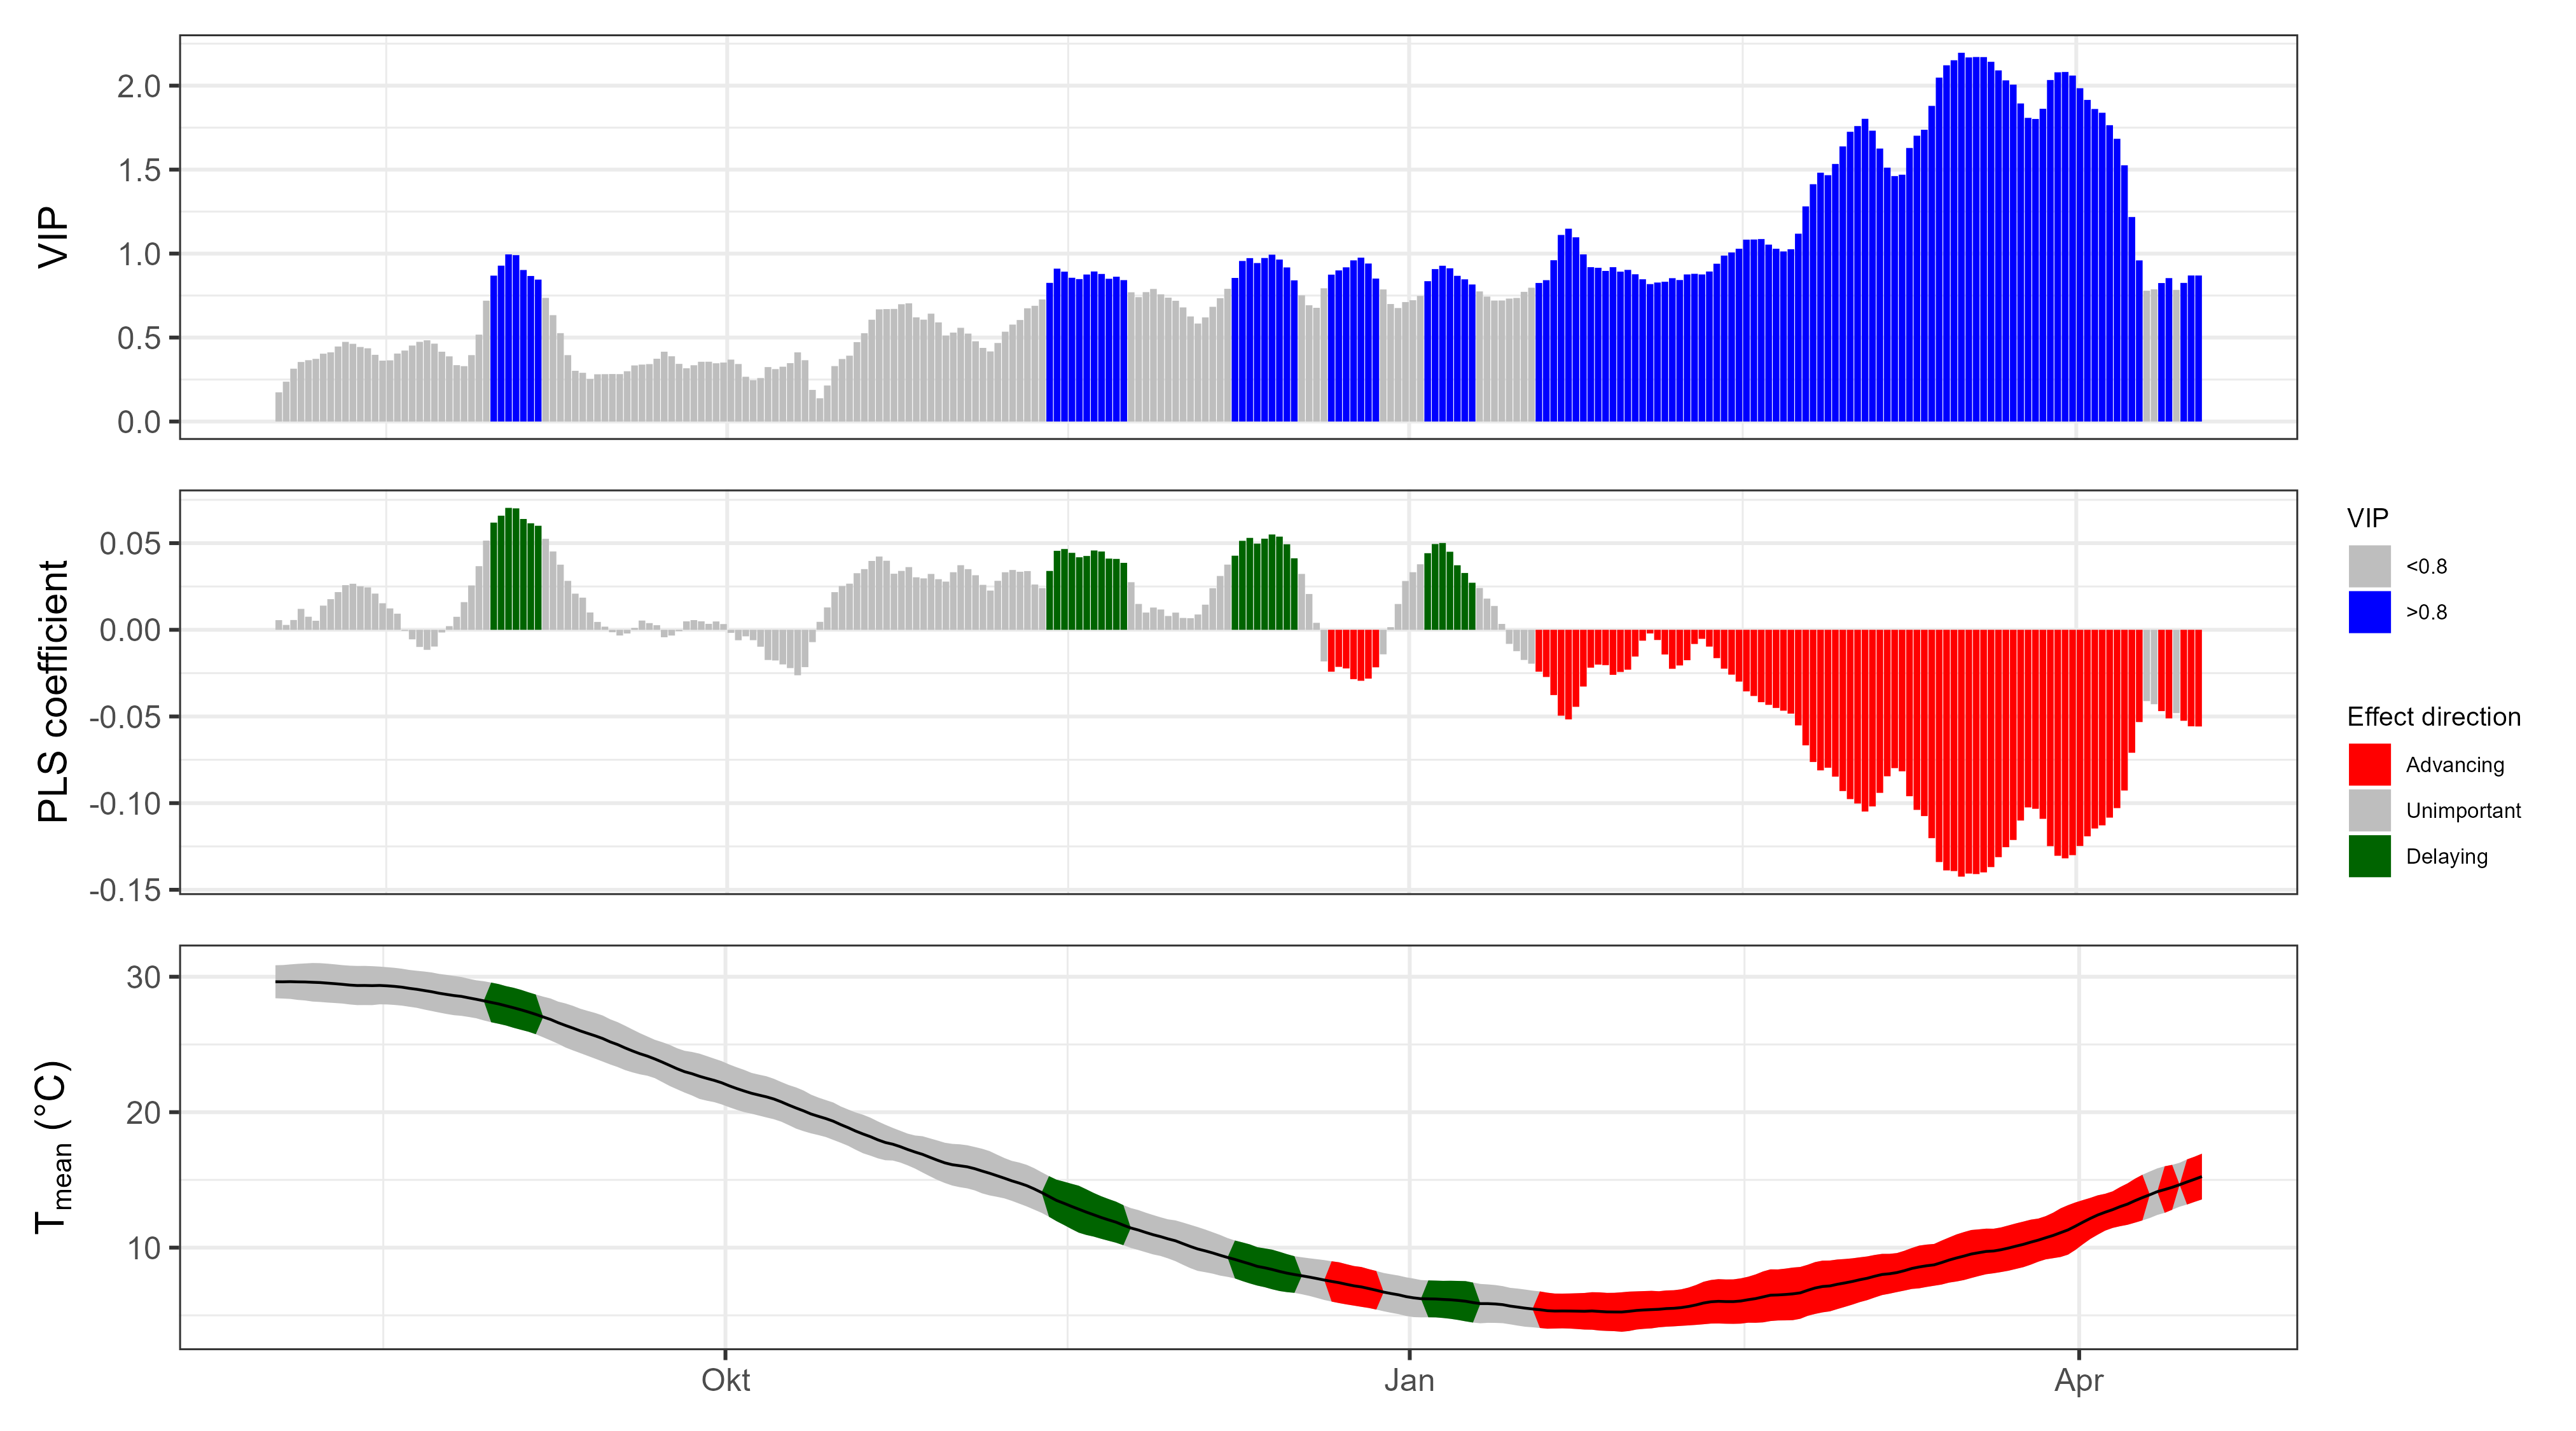 VIP
2.0
1.5
1.0
0.5
0.0
PLS coefficient
0.05
0.00
-0.05
-0.10
-0.15
VIP
<0.8
>0.8
Effect direction
Advancing
Unimportant
Delaying
Tmean (°C)
30
20
10
Okt Jan Apr